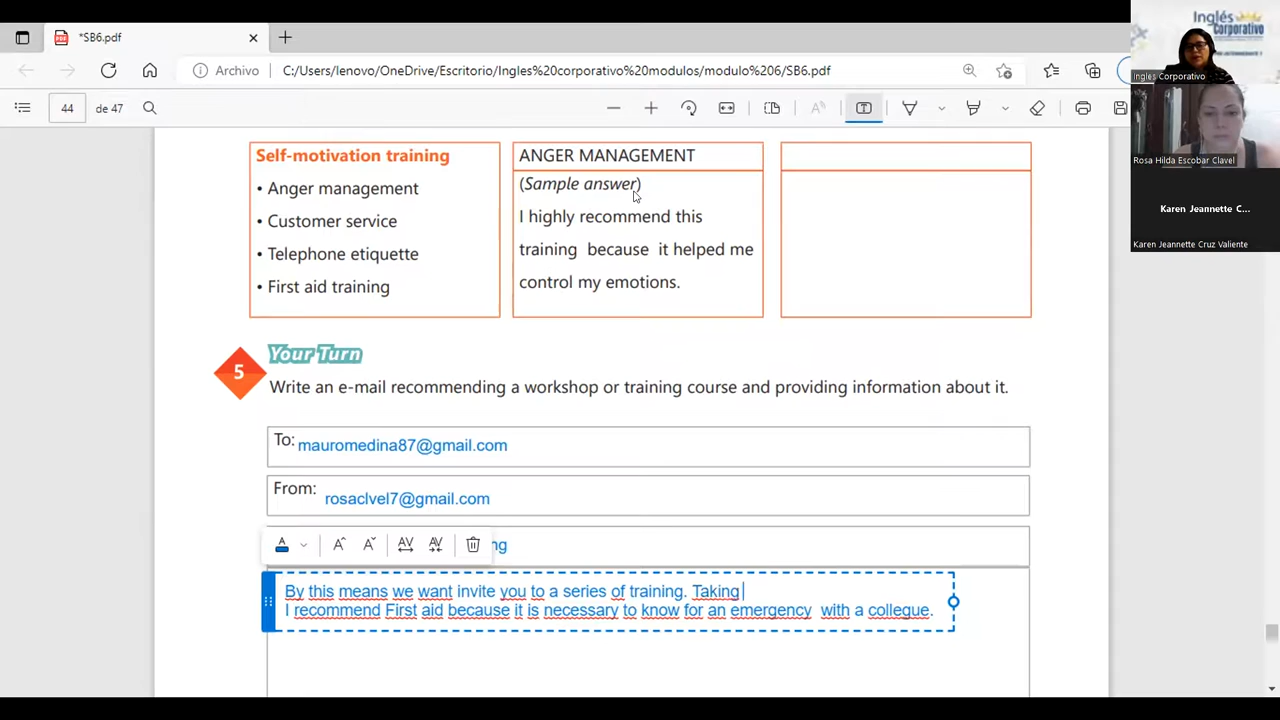 *SB6.pdf
Archivo
C:/Users/lenovo/OneDrive/Escritorio/Ingles%20corporativo%20modulos/modulo%206/SB6.pdf
44 de 47
Inglés
Corporativo
Ingles Corporativo
Rosa Hilda Escobar Clavel
Karen Jeannette C...
Karen Jeannette Cruz Valiente
Self-motivation training
• Anger management
• Customer service
• Telephone etiquette
• First aid training
ANGER MANAGEMENT
(Sample answer)
I highly recommend this
training because it helped me
control my emotions.
5
Your Turn
Write an e-mail recommending a workshop or training course and providing information about it.
To: mauromedina87@gmail.com
From: rosaclvel7@gmail.com
ng
By this means we want invite you to a series of training. Taking
I recommend First aid because it is necessary to know for an emergency with a collegue.